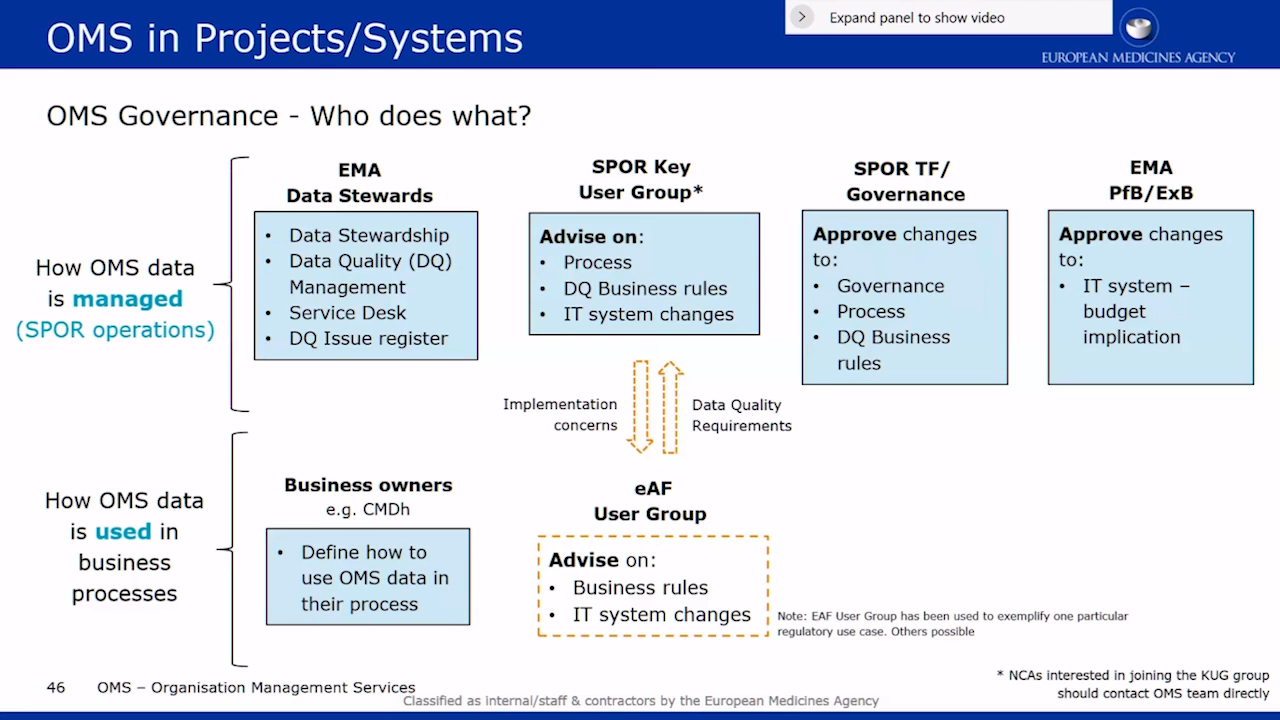 OMS in Projects/Systems
Expand panel to show video
EUROPEAN MEDICINES AGENCY
OMS Governance - Who does what?
How OMS data
is managed
(SPOR operations)
EMA
Data Stewards
• Data Stewardship
• Data Quality (DQ)
Management
• Service Desk
• DQ Issue register
SPOR Key
User Group*
Advise on:
• Process
• DQ Business rules
• IT system changes
SPOR TF/
Governance
Approve changes
to:
• Governance
• Process
• DQ Business
rules
EMA
PfB/ExB
Approve changes
to:
• IT system –
budget
implication
Implementation
concerns
Data Quality
Requirements
How OMS data
is used in
business
processes
Business owners
e.g. CMDh
• Define how to
use OMS data in
their process
eAF
User Group
Advise on:
• Business rules
• IT system changes
Note: EAF User Group has been used to exemplify one particular
regulatory use case. Others possible
* NCAs interested in joining the KUG group
should contact OMS team directly
46 OMS – Organisation Management Services
Classified as internal/staff & contractors by the European Medicines Agency